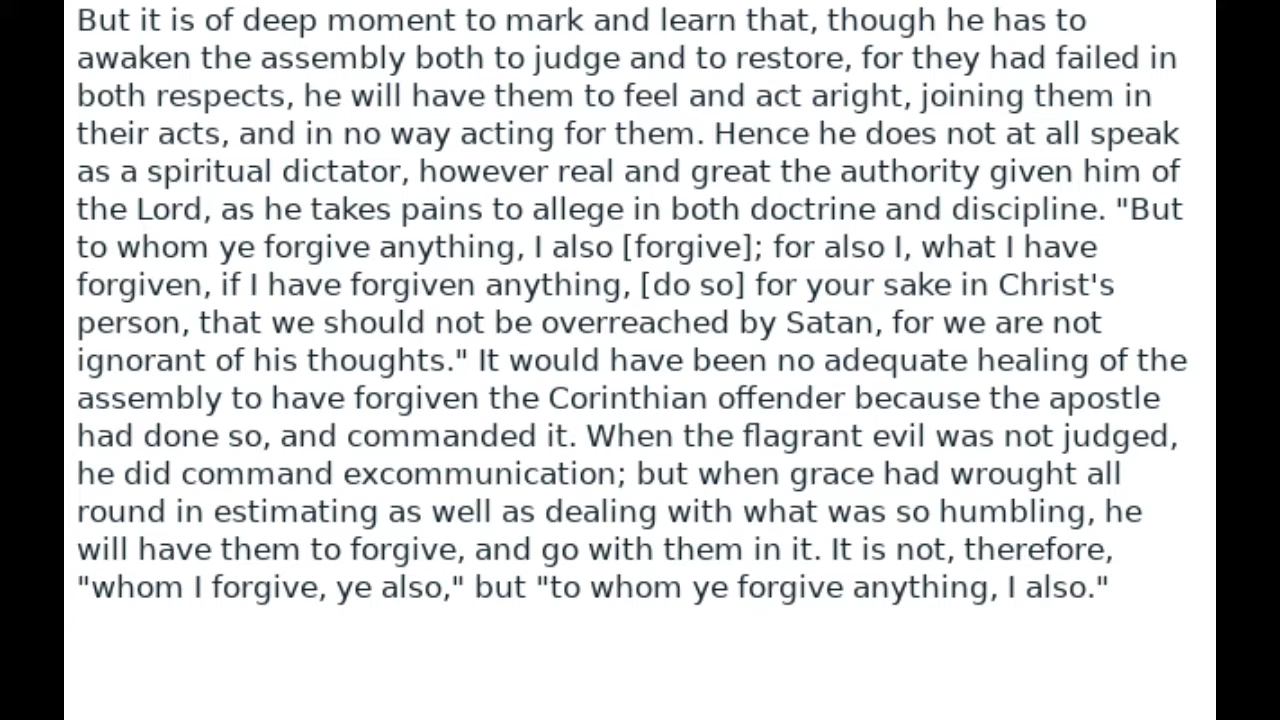 But it is of deep moment to mark and learn that, though he has to
awaken the assembly both to judge and to restore, for they had failed in
both respects, he will have them to feel and act aright, joining them in
their acts, and in no way acting for them. Hence he does not at all speak
as a spiritual dictator, however real and great the authority given him of
the Lord, as he takes pains to allege in both doctrine and discipline. "But
to whom ye forgive anything, I also [forgive]; for also I, what I have
forgiven, if I have forgiven anything, [do so] for your sake in Christ's
person, that we should not be overreached by Satan, for we are not
ignorant of his thoughts." It would have been no adequate healing of the
assembly to have forgiven the Corinthian offender because the apostle
had done so, and commanded it. When the flagrant evil was not judged,
he did command excommunication; but when grace had wrought all
round in estimating as well as dealing with what was so humbling, he
will have them to forgive, and go with them in it. It is not, therefore,
"whom I forgive, ye also," but "to whom ye forgive anything, I also."